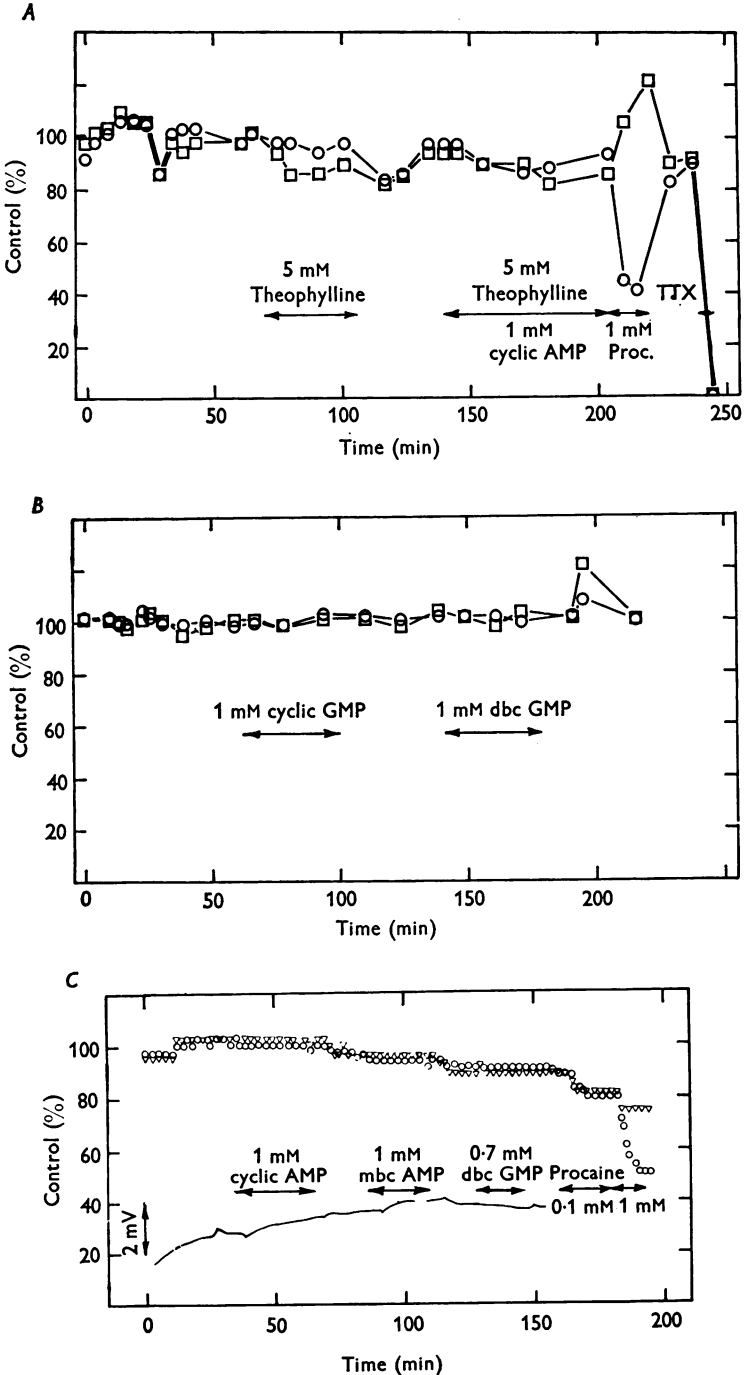 A
Control (%)
100
80
60
40
20
5 mM
Theophylline
5 mM
Theophylline
TTX
1 mM
cyclic AMP
1 mM
Proc.
0
50
100
150
200
250
Time (min)
B
Control (%)
100
80
60
40
20
1 mM cyclic GMP
1 mM dbc GMP
0
50
100
150
200
Time (min)
C
Control (%)
100
80
60
40
20
2 mV
1 mM
cyclic AMP
1 mM
mbc AMP
0·7 mM
dbc GMP
Procaine
0·1 mM
1 mM
0
50
100
150
200
Time (min)